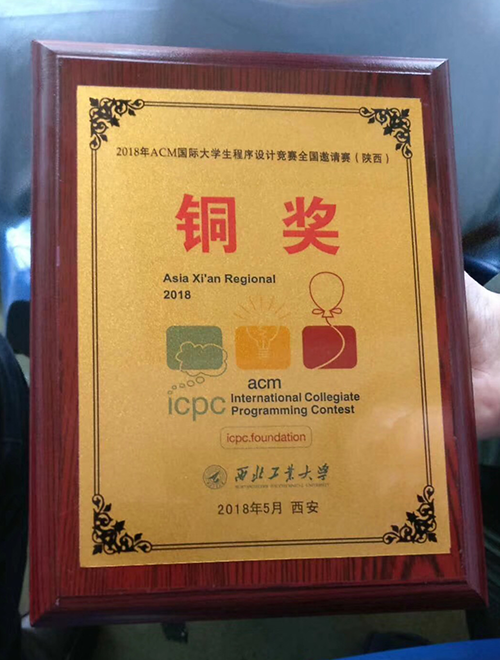 2018年ACM国际大学生程序设计竞赛全国邀请赛（陕西）
铜 奖
Asia Xi'an Regional
2018
acm
icpc International Collegiate
Programming Contest
icpc.foundation
西北工业大学
2018年5月 西安